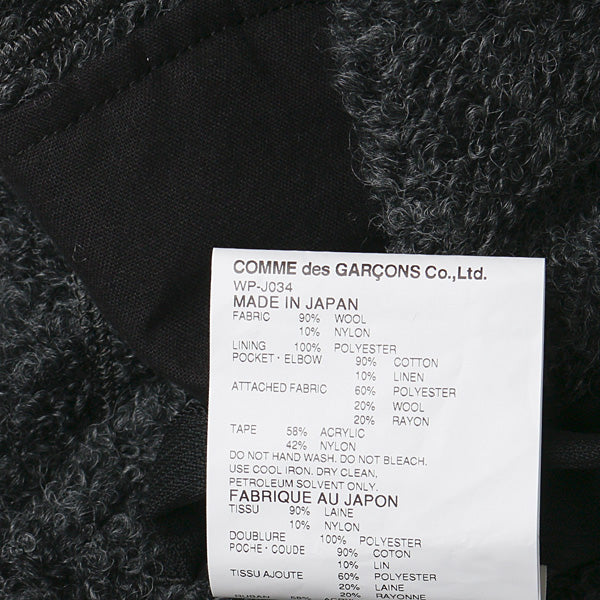 COMME des GARÇONS Co.,Ltd.
WP-J034
MADE IN JAPAN
FABRIC 90% WOOL
10% NYLON
LINING 100% POLYESTER
POCKET・ELBOW 90% COTTON
10% LINEN
ATTACHED FABRIC 60% POLYESTER
20% WOOL
20% RAYON
TAPE 58% ACRYLIC
42% NYLON
DO NOT HAND WASH. DO NOT BLEACH.
USE COOL IRON. DRY CLEAN.
PETROLEUM SOLVENT ONLY.
FABRIQUE AU JAPON
TISSU 90% LAINE
10% NYLON
DOUBLURE 100% POLYESTER
POCHE・COUDE 90% COTON
10% LIN
TISSU AJOUTE 60% POLYESTER
20% LAINE
20% RAYONNE
RUBAN 58%